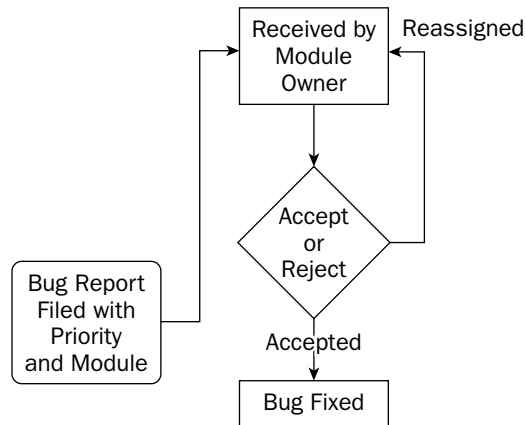 Received by
Module
Owner
Reassigned
Accept
or
Reject
Bug Report
Filed with
Priority
and Module
Accepted
Bug Fixed